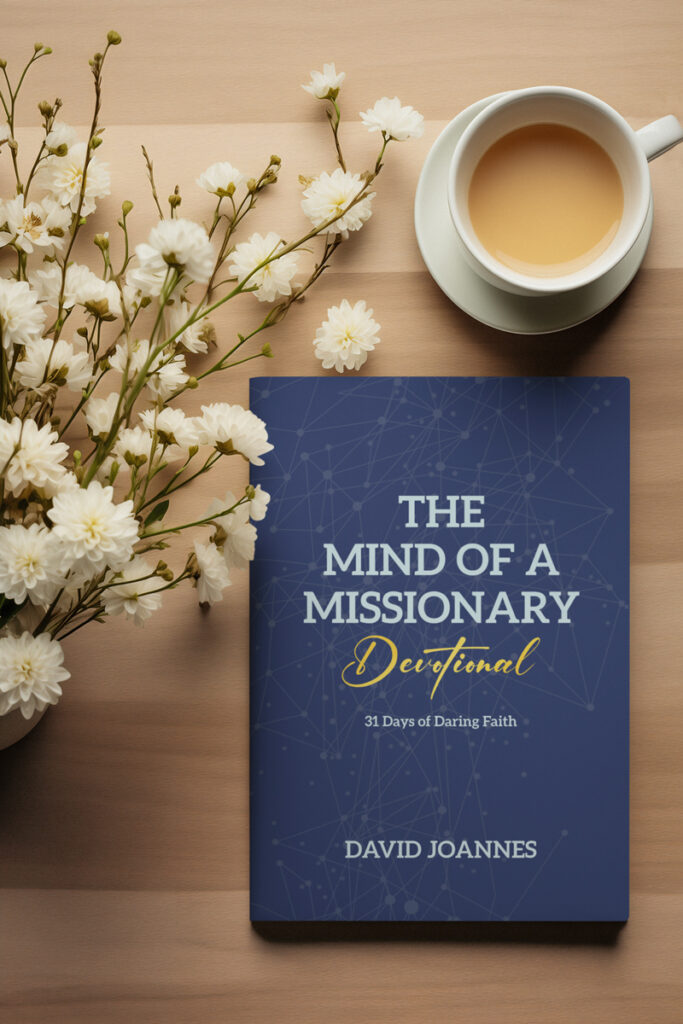 THE
MIND OF A
MISSIONARY
Devotional
31 Days of Daring Faith
DAVID JOANNES